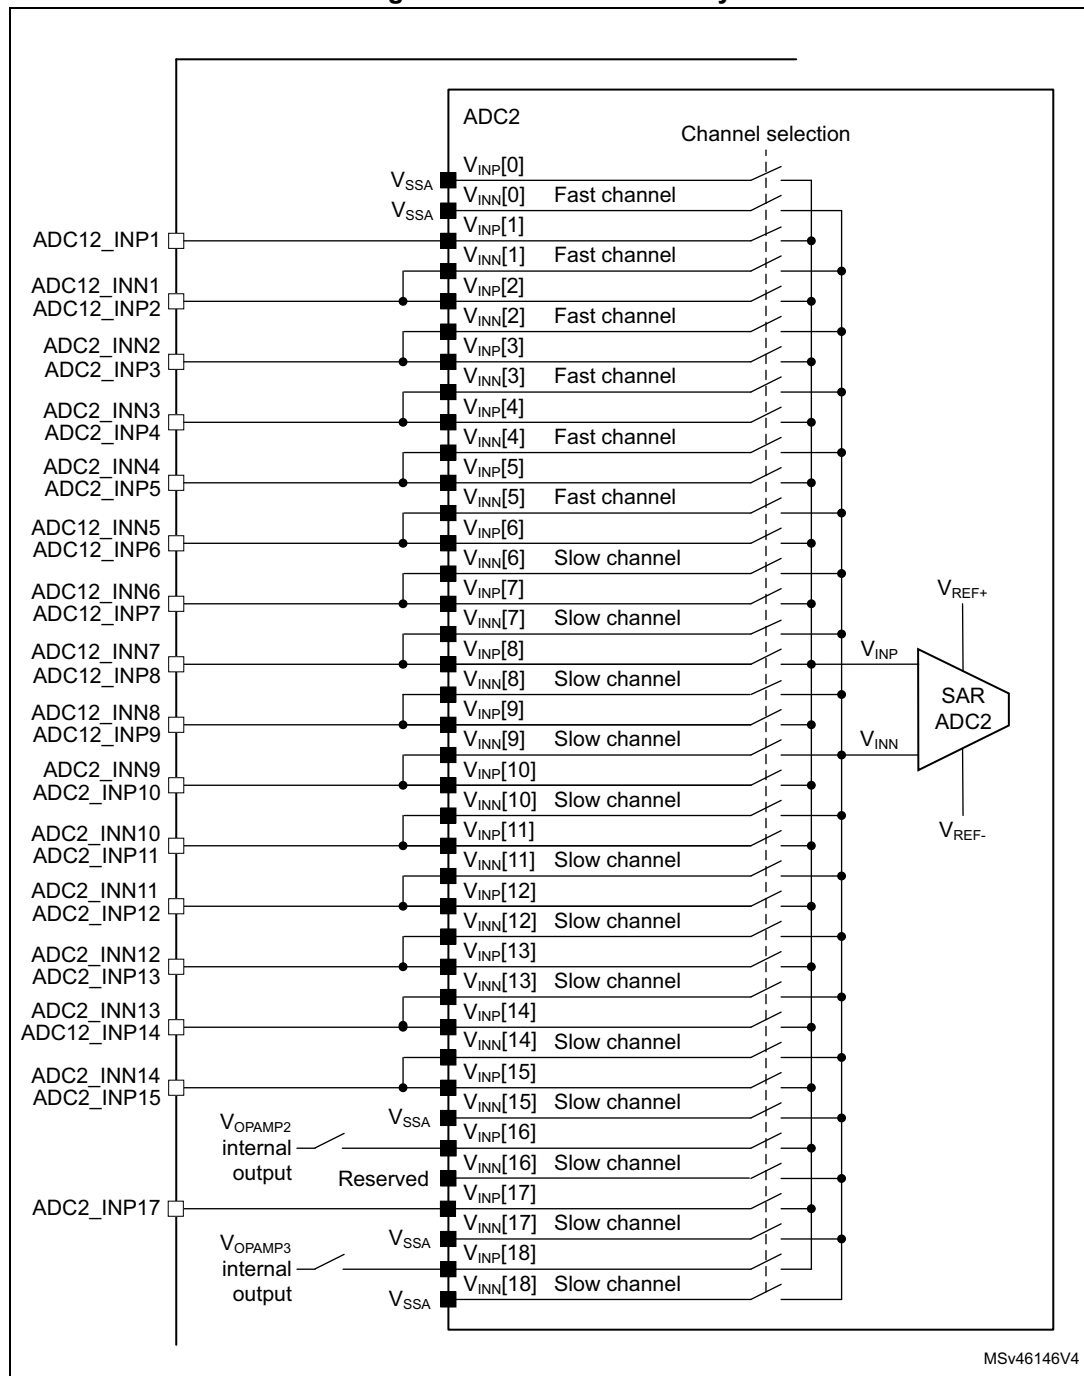 ADC2
Channel selection
VSSA
VINP[0]
VSSA
VINN[0] Fast channel
ADC12_INP1
VINP[1]
VINN[1] Fast channel
ADC12_INN1
ADC12_INP2
VINP[2]
VINN[2] Fast channel
ADC2_INN2
ADC2_INP3
VINP[3]
VINN[3] Fast channel
ADC2_INN3
ADC2_INP4
VINP[4]
VINN[4] Fast channel
ADC2_INN4
ADC2_INP5
VINP[5]
VINN[5] Fast channel
ADC12_INN5
ADC12_INP6
VINP[6]
VINN[6] Slow channel
ADC12_INN6
ADC12_INP7
VINP[7]
VINN[7] Slow channel
ADC12_INN7
ADC12_INP8
VINP[8]
VINN[8] Slow channel
ADC12_INN8
ADC12_INP9
VINP[9]
VINN[9] Slow channel
ADC2_INN9
ADC2_INP10
VINP[10]
VINN[10] Slow channel
ADC2_INN10
ADC2_INP11
VINP[11]
VINN[11] Slow channel
ADC2_INN11
ADC2_INP12
VINP[12]
VINN[12] Slow channel
ADC2_INN12
ADC2_INP13
VINP[13]
VINN[13] Slow channel
ADC2_INN13
ADC12_INP14
VINP[14]
VINN[14] Slow channel
ADC2_INN14
ADC2_INP15
VINP[15]
VSSA
VINN[15] Slow channel
VOPAMP2
internal
output
VINP[16]
Reserved
VINN[16] Slow channel
ADC2_INP17
VINP[17]
VSSA
VINN[17] Slow channel
VOPAMP3
internal
output
VINP[18]
VSSA
VINN[18] Slow channel
VREF+
VINP
SAR
ADC2
VINN
VREF-
MSv46146V4